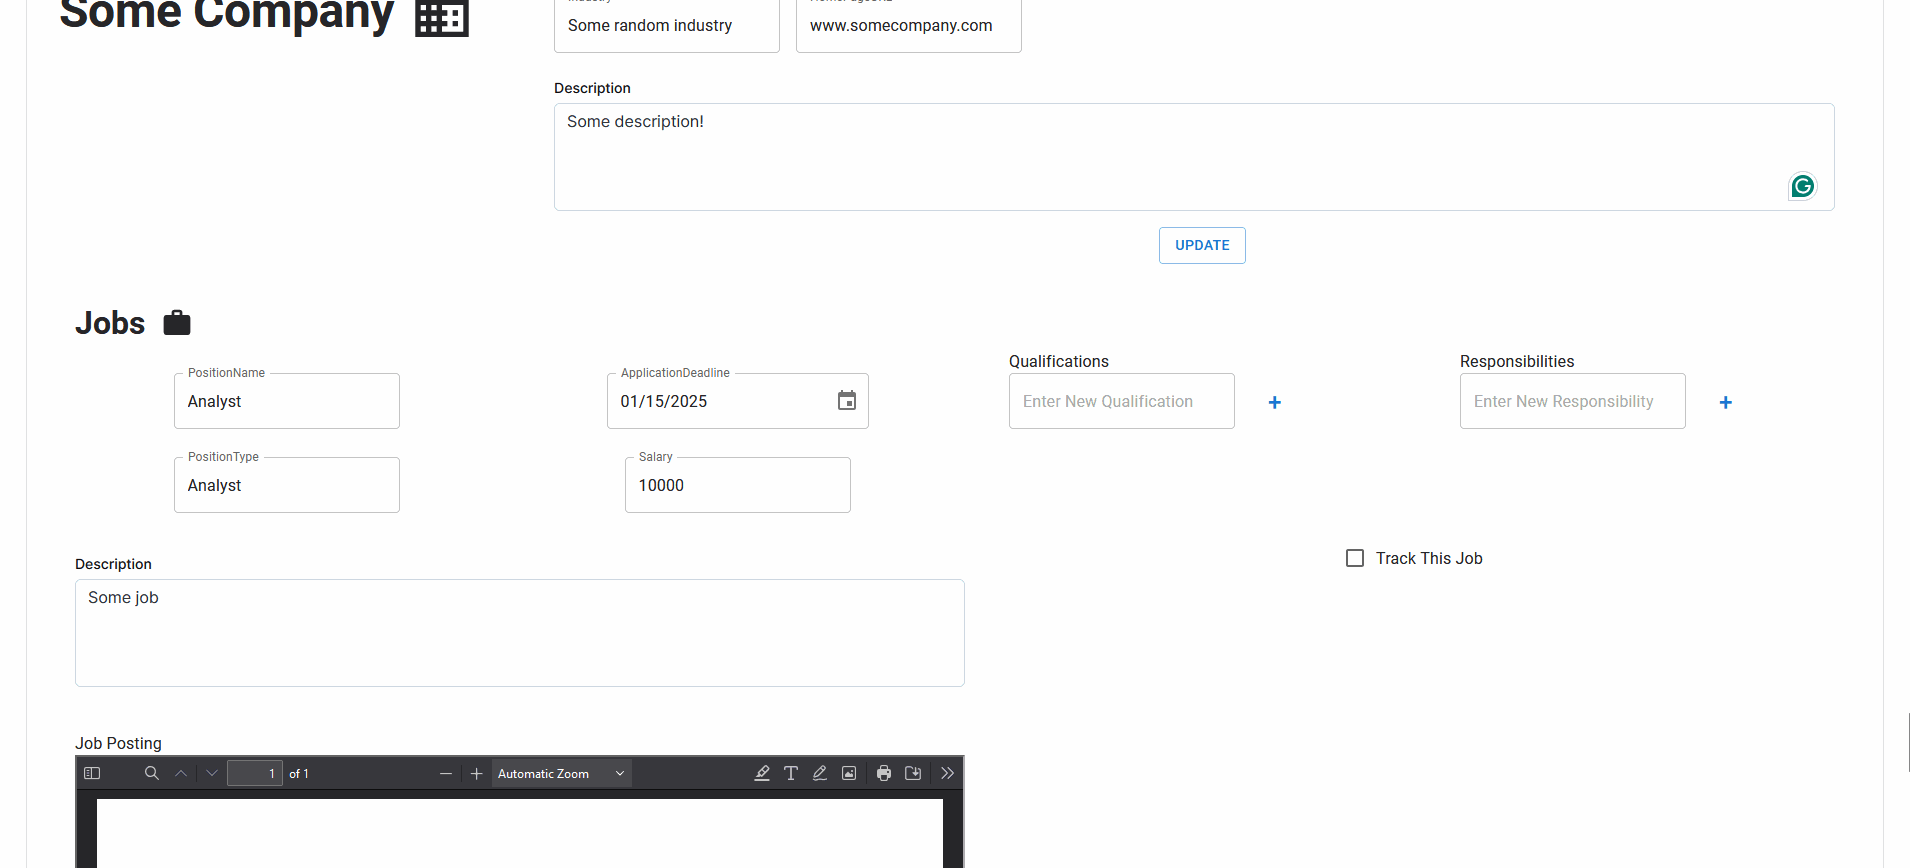 Some Company
Some random industry
www.somecompany.com
Description
Some description!
UPDATE
Jobs
PositionName
Analyst
ApplicationDeadline
01/15/2025
Qualifications
Enter New Qualification
+
Responsibilities
Enter New Responsibility
+
PositionType
Analyst
Salary
10000
Track This Job
Description
Some job
Job Posting
1 of 1
Automatic Zoom